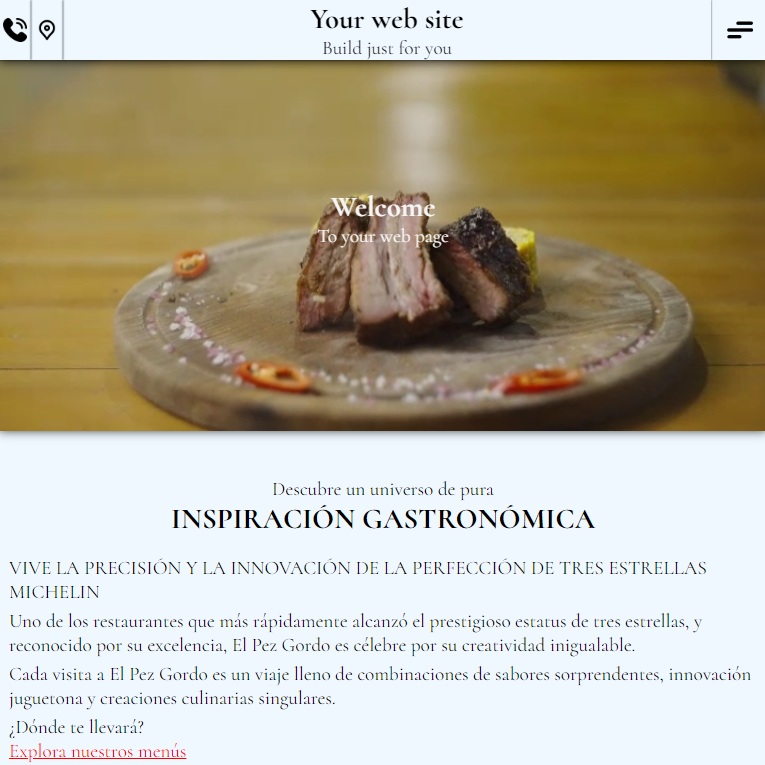 Your web site
Build just for you
Welcome
To your web page
Descubre un universo de pura
INSPIRACIÓN GASTRONÓMICA
VIVE LA PRECISIÓN Y LA INNOVACIÓN DE LA PERFECCIÓN DE TRES ESTRELLAS
MICHELIN
Uno de los restaurantes que más rápidamente alcanzó el prestigioso estatus de tres estrellas, y
reconocido por su excelencia, El Pez Gordo es célebre por su creatividad inigualable.
Cada visita a El Pez Gordo es un viaje lleno de combinaciones de sabores sorprendentes, innovación
juguetona y creaciones culinarias singulares.
¿Dónde te llevará?
Explora nuestros menús